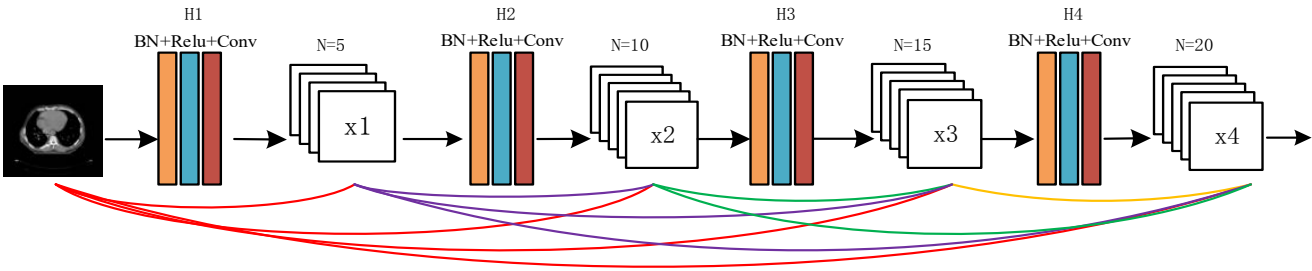 H1
H2
H3
H4
BN+Relu+Conv
N=5
BN+Relu+Conv
N=10
BN+Relu+Conv
N=15
BN+Relu+Conv
N=20
x1
x2
x3
x4